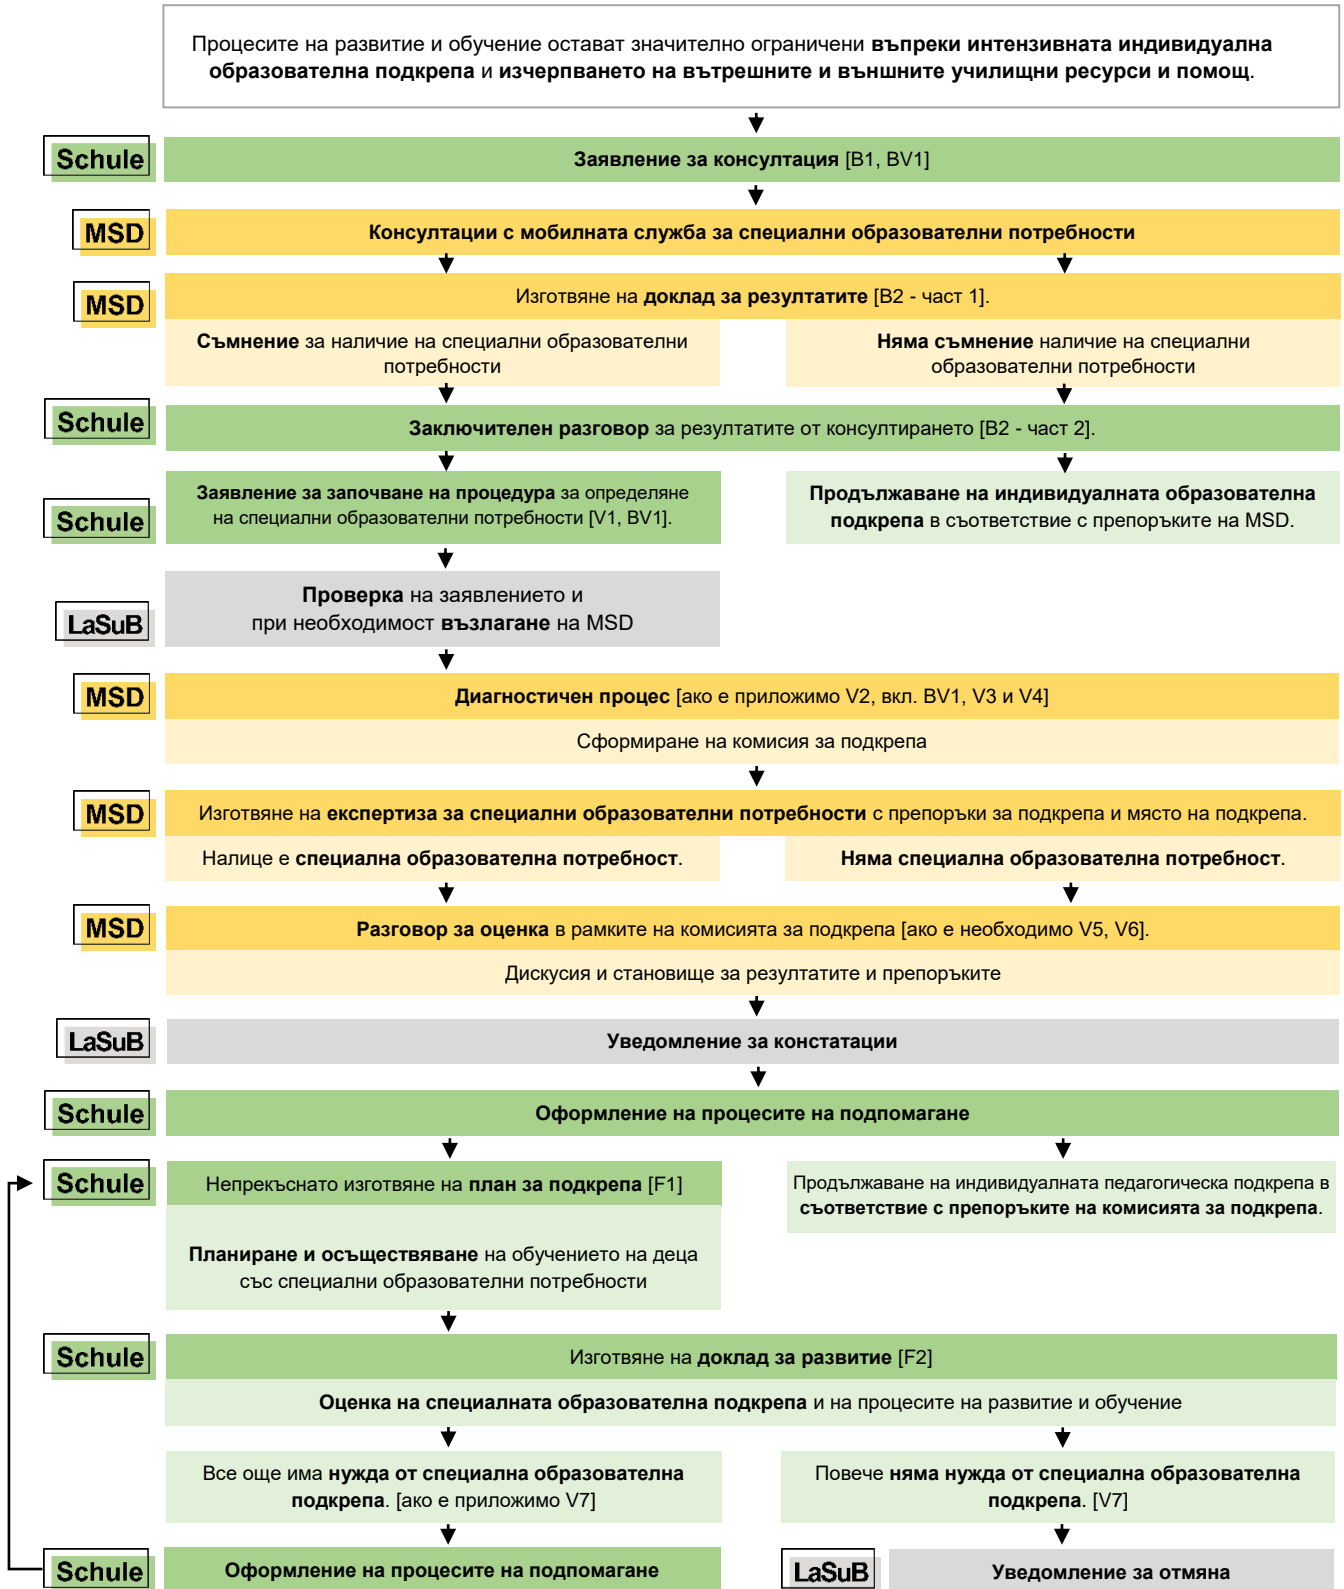 Процесите на развитие и обучение остават значително ограничени въпреки интензивната индивидуална
образователна подкрепа и изчерпването на вътрешните и външните училищни ресурси и помощ.
Schule
Заявление за консултация [B1, BV1]
MSD
Консултации с мобилната служба за специални образователни потребности
MSD
Изготвяне на доклад за резултатите [B2 - част 1].
Съмнение за наличие на специални образователни
потребности
Няма съмнение наличие на специални
образователни потребности
Schule
Заключителен разговор за резултатите от консултирането [B2 - част 2].
Schule
Заявление за започване на процедура за определяне
на специални образователни потребности [V1, BV1].
Продължаване на индивидуалната образователна
подкрепа в съответствие с препоръките на MSD.
LaSuB
Проверка на заявлението и
при необходимост възлагане на MSD
MSD
Диагностичен процес [ако е приложимо V2, вкл. BV1, V3 и V4]
Сформиране на комисия за подкрепа
MSD
Изготвяне на експертиза за специални образователни потребности с препоръки за подкрепа и място на подкрепа.
Налице е специална образователна потребност.
Няма специална образователна потребност.
MSD
Разговор за оценка в рамките на комисията за подкрепа [ако е необходимо V5, V6].
Дискусия и становище за резултатите и препоръките
LaSuB
Уведомление за констатации
Schule
Оформление на процесите на подпомагане
Schule
Непрекъснато изготвяне на план за подкрепа [F1]
Планиране и осъществяване на обучението на деца
със специални образователни потребности
Продължаване на индивидуалната педагогическа подкрепа в
съответствие с препоръките на комисията за подкрепа.
Schule
Изготвяне на доклад за развитие [F2]
Оценка на специалната образователна подкрепа и на процесите на развитие и обучение
Все още има нужда от специална образователна
подкрепа. [ако е приложимо V7]
Повече няма нужда от специална образователна
подкрепа. [V7]
Schule
Оформление на процесите на подпомагане
LaSuB
Уведомление за отмяна